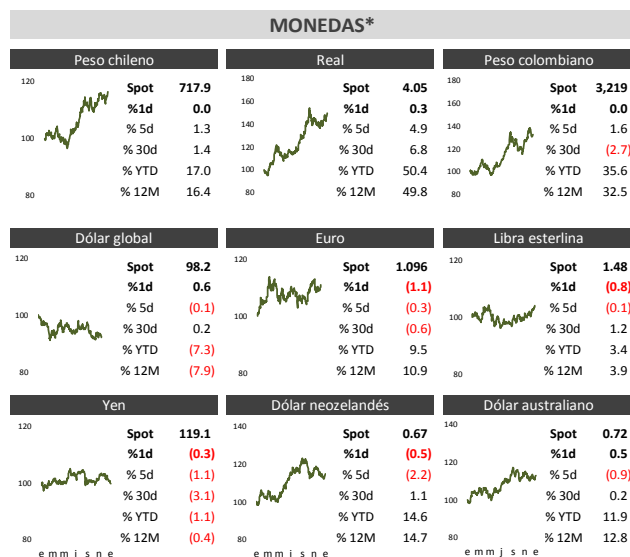 MONEDAS*
Peso chileno
120
100
80
Spot 717.9
%1d 0.0
% 5d 1.3
% 30d 1.4
% YTD 17.0
% 12M 16.4
Real
180
160
140
120
100
80
Spot 4.05
%1d 0.3
% 5d 4.9
% 30d 6.8
% YTD 50.4
% 12M 49.8
Peso colombiano
180
160
140
120
100
80
Spot 3,219
%1d 0.0
% 5d 1.6
% 30d (2.7)
% YTD 35.6
% 12M 32.5
Dólar global
120
100
80
Spot 98.2
%1d 0.6
% 5d (0.1)
% 30d 0.2
% YTD (7.3)
% 12M (7.9)
Euro
120
100
80
Spot 1.096
%1d (1.1)
% 5d (0.3)
% 30d (0.6)
% YTD 9.5
% 12M 10.9
Libra esterlina
120
100
80
Spot 1.48
%1d (0.8)
% 5d (0.1)
% 30d 1.2
% YTD 3.4
% 12M 3.9
Yen
120
100
80
e m m j s n e
Spot 119.1
%1d (0.3)
% 5d (1.1)
% 30d (3.1)
% YTD (1.1)
% 12M (0.4)
Dólar neozelandés
140
120
100
80
e m m j s n e
Spot 0.67
%1d (0.5)
% 5d (2.2)
% 30d 1.1
% YTD 14.6
% 12M 14.7
Dólar australiano
140
120
100
80
e m m j s n e
Spot 0.72
%1d 0.5
% 5d (0.9)
% 30d 0.2
% YTD 11.9
% 12M 12.8